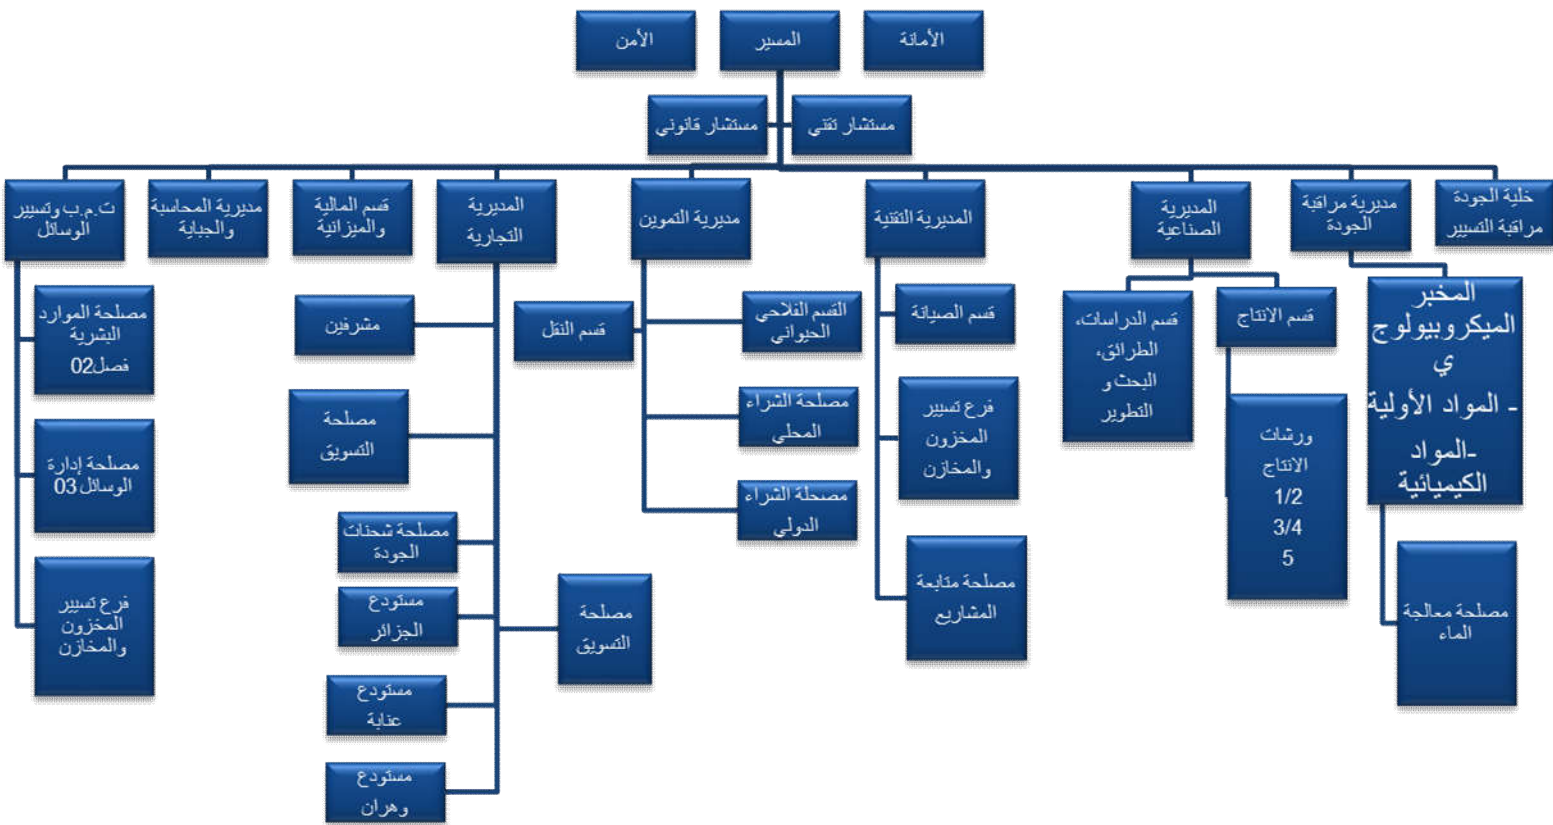 الأمانة
المسير
الأمن
مستشار تقني
مستشار قانوني
خلية الجودة
مراقبة التسيير
مديرية مراقبة
الجودة
المديرية
الصناعية
المديرية التقنية
مديرية التموين
المديرية
التجارية
قسم المالية
والميزانية
مديرية المحاسبة
والجباية
ت.م.ب وتسيير
الوسائل
المخبر
الميكروبيولوج
ي
- المواد الأولية
-المواد
الكيميائية
مصلحة معالجة
الماء
قسم الانتاج
ورشات
الانتاج
1/2
3/4
5
قسم الدراسات،
الطرائق،
البحث و
التطوير
قسم الصيانة
فرع تسيير
المخزون
والمخازن
مصلحة متابعة
المشاريع
القسم الفلاحي
الحيواني
مصلحة الشراء
المحلي
مصحلة الشراء
الدولي
قسم النقل
مشرفين
مصلحة
التسويق
مصلحة شحنات
الجودة
مستودع
الجزائر
مصلحة
التسويق
مستودع
عنابة
مستودع
وهران
مصلحة الموارد
البشرية
فصل02
مصلحة إدارة
الوسائل 03
فرع تسيير
المخزون
والمخازن